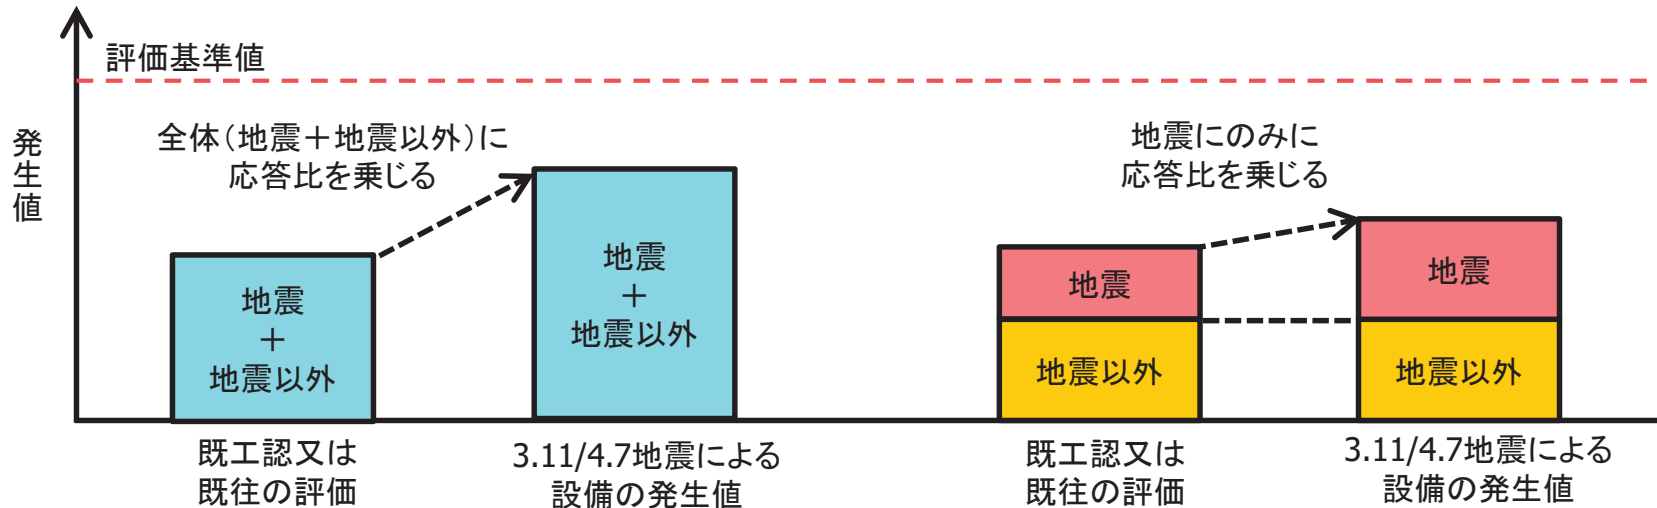 評価基準値
発生値
全体（地震＋地震以外）に
応答比を乗じる
地震
＋
地震以外
地震
＋
地震以外
既工認又は
既往の評価
3.11/4.7地震による
設備の発生値
地震にのみに
応答比を乗じる
地震
地震以外
地震
地震以外
既工認又は
既往の評価
3.11/4.7地震による
設備の発生値